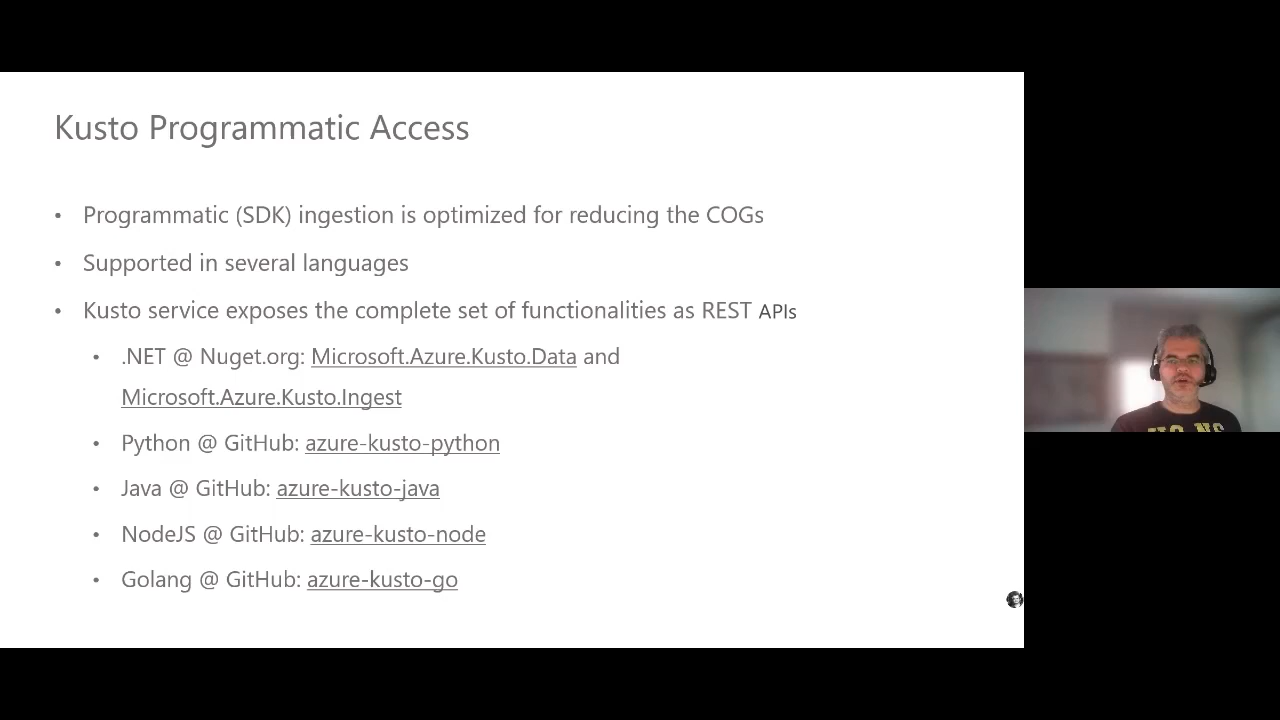 Kusto Programmatic Access
• Programmatic (SDK) ingestion is optimized for reducing the COGs
• Supported in several languages
• Kusto service exposes the complete set of functionalities as REST APIs
• .NET @ Nuget.org: Microsoft.Azure.Kusto.Data and
Microsoft.Azure.Kusto.Ingest
• Python @ GitHub: azure-kusto-python
• Java @ GitHub: azure-kusto-java
• NodeJS @ GitHub: azure-kusto-node
• Golang @ GitHub: azure-kusto-go